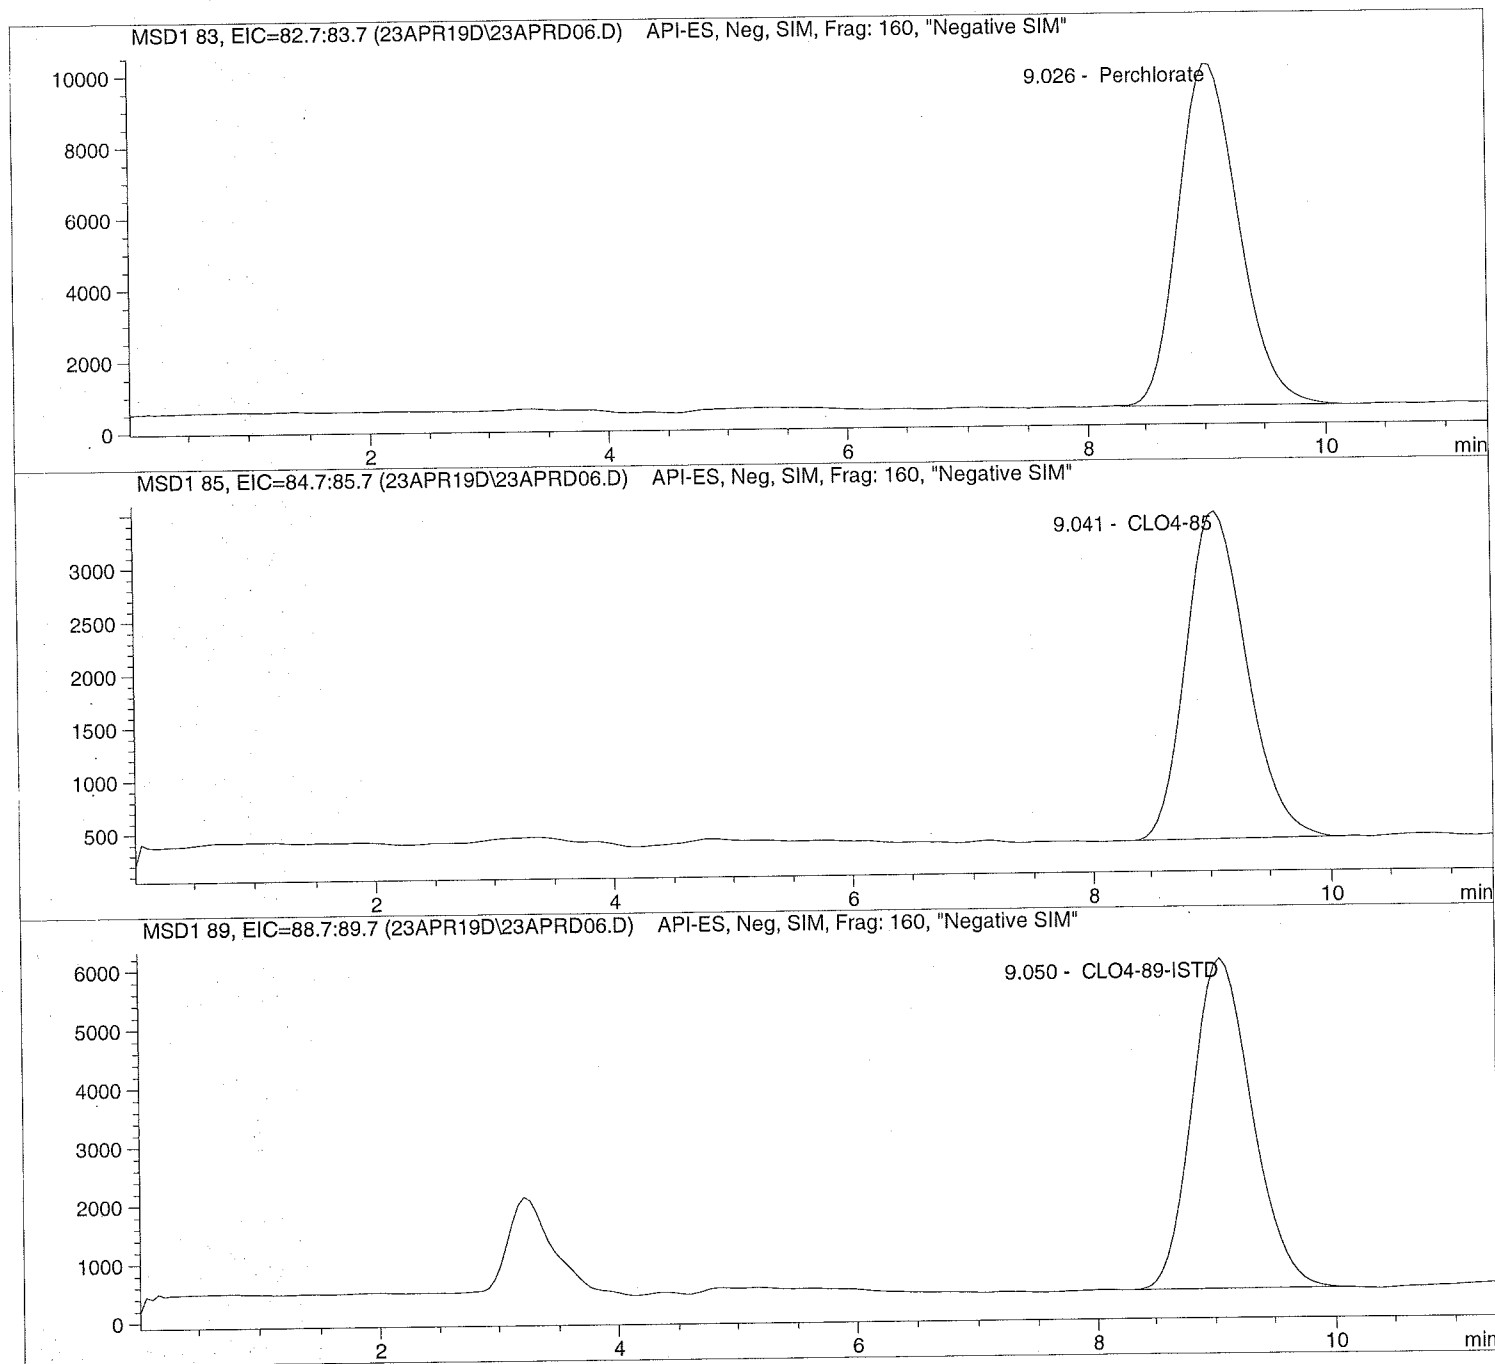 MSD1 83, EIC=82.7:83.7 (23APR19D\23APRD06.D) API-ES, Neg, SIM, Frag: 160, "Negative SIM"
9.026 - Perchlorate
10000
8000
6000
4000
2000
0
2 4 6 8 10 min
MSD1 85, EIC=84.7:85.7 (23APR19D\23APRD06.D) API-ES, Neg, SIM, Frag: 160, "Negative SIM"
9.041 - CLO4-85
3000
2500
2000
1500
1000
500
2 4 6 8 10 min
MSD1 89, EIC=88.7:89.7 (23APR19D\23APRD06.D) API-ES, Neg, SIM, Frag: 160, "Negative SIM"
9.050 - CLO4-89-ISTD
6000
5000
4000
3000
2000
1000
0
2 4 6 8 10 min